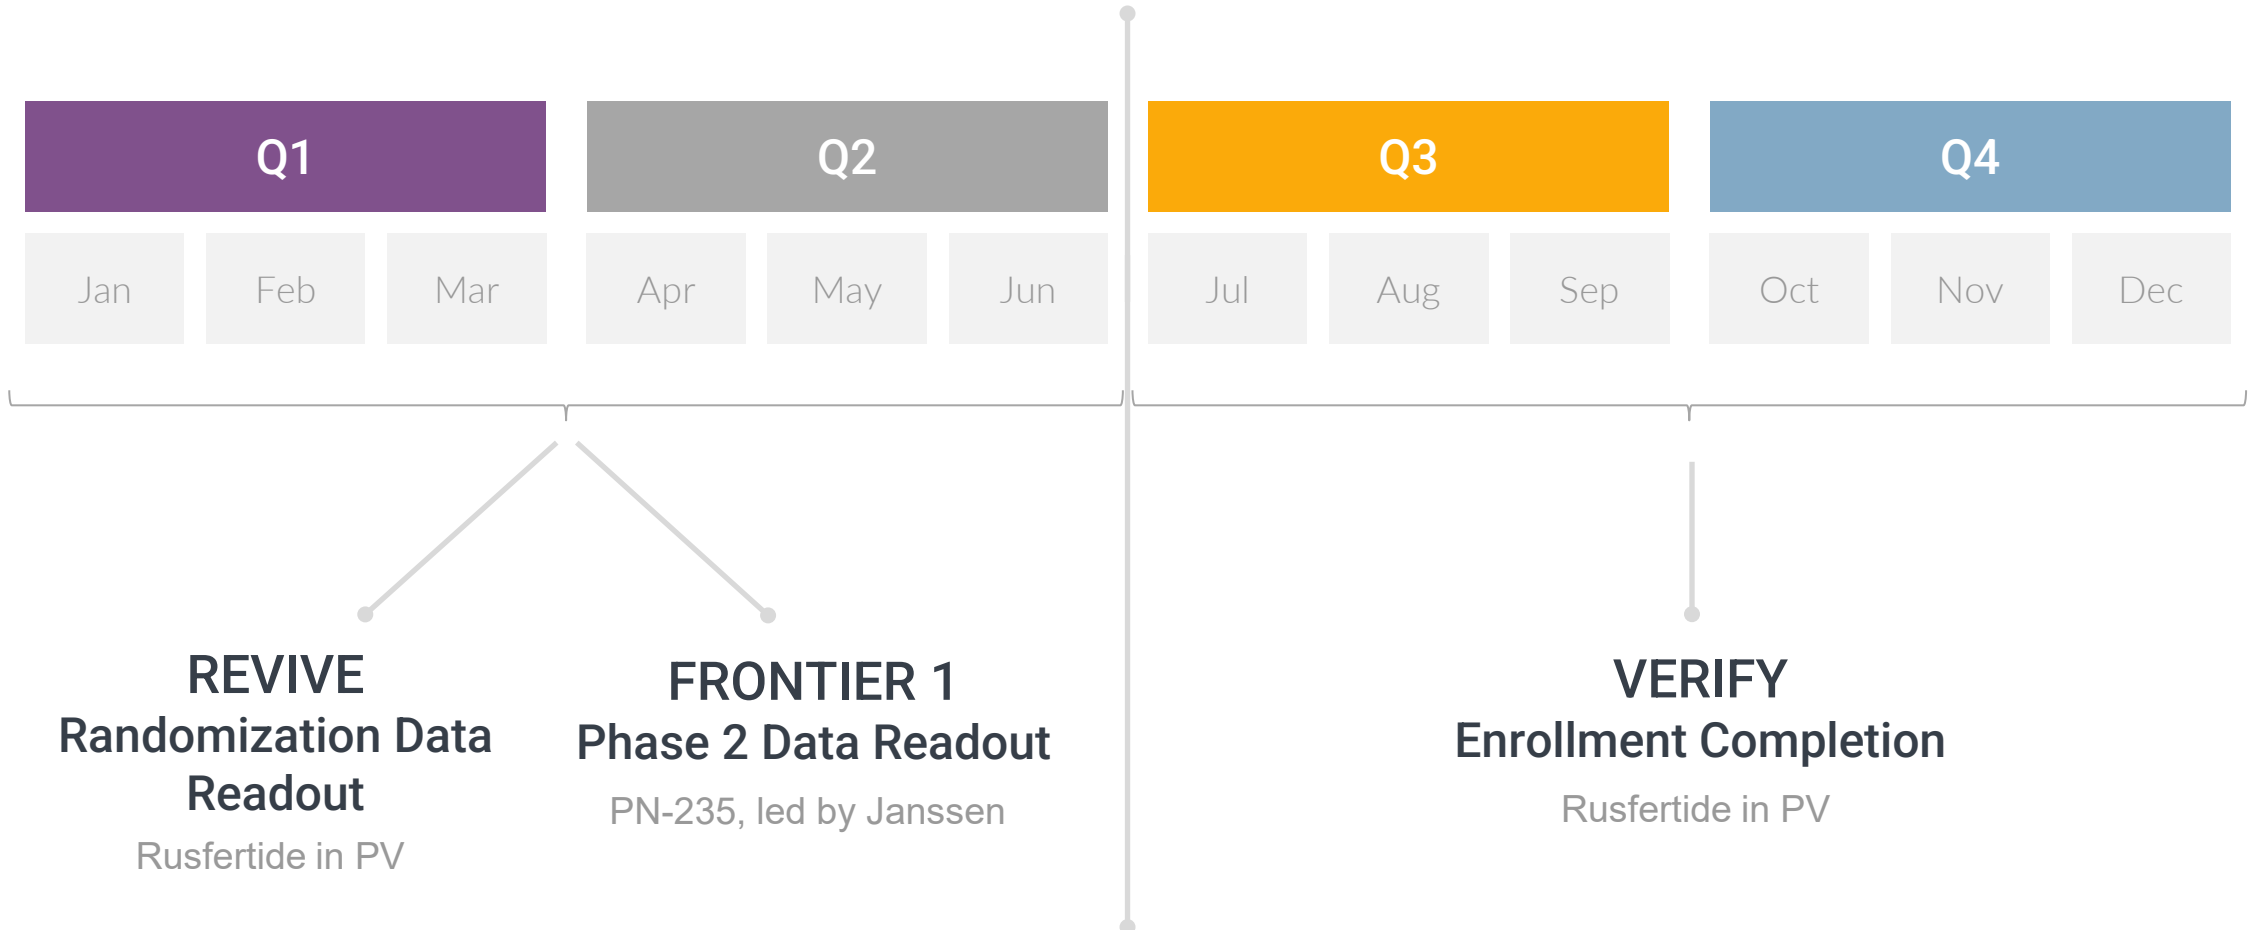 Q1
Q2
Q3
Q4
Jan
Feb
Mar
Apr
May
Jun
Jul
Aug
Sep
Oct
Nov
Dec
REVIVE
Randomization Data
Readout
Rusfertide in PV
FRONTIER 1
Phase 2 Data Readout
PN-235, led by Janssen
VERIFY
Enrollment Completion
Rusfertide in PV